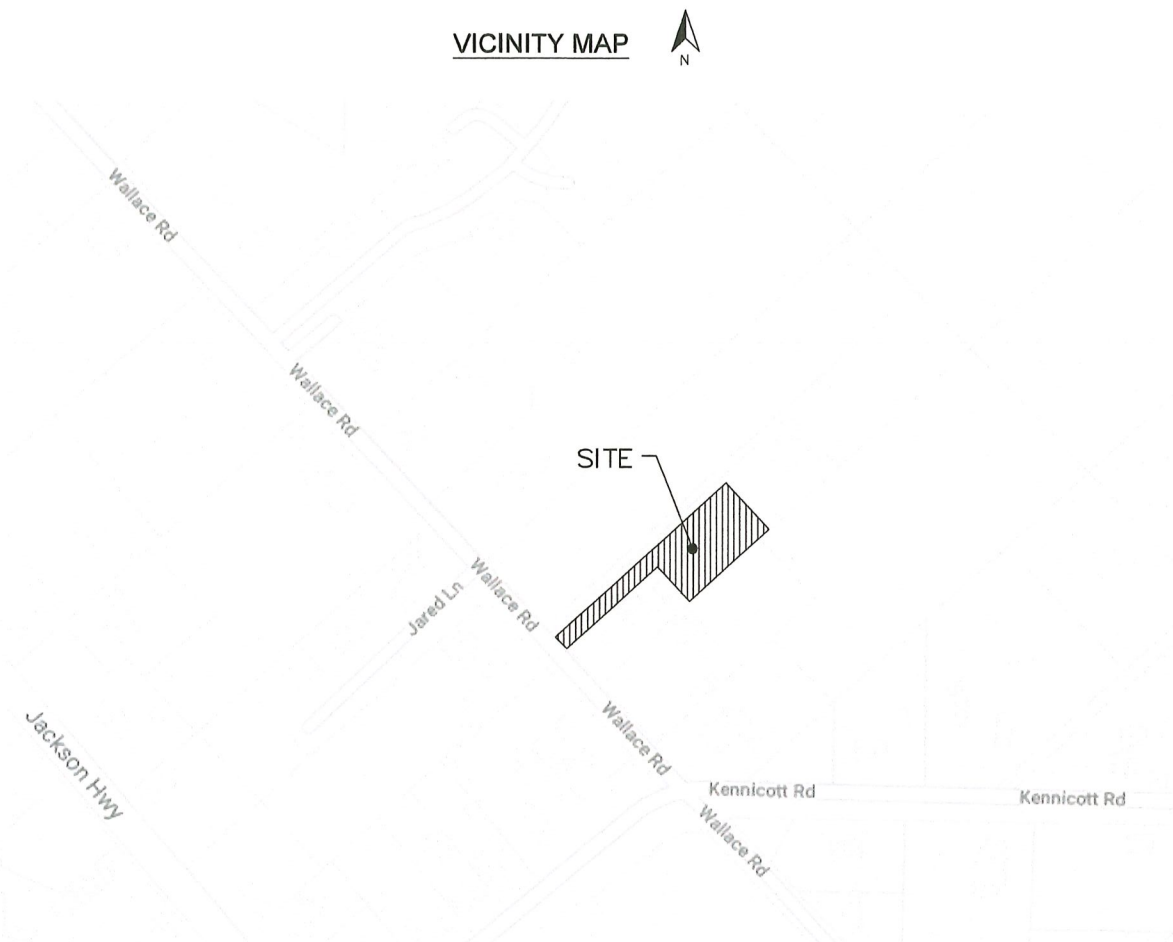 VICINITY MAP
N
Wallace Rd
Wallace Rd
SITE
Wallace Rd
Jared Ln
Wallace Rd
Jackson Hwy
Kennicott Rd
Kennicott Rd
Wallace Rd